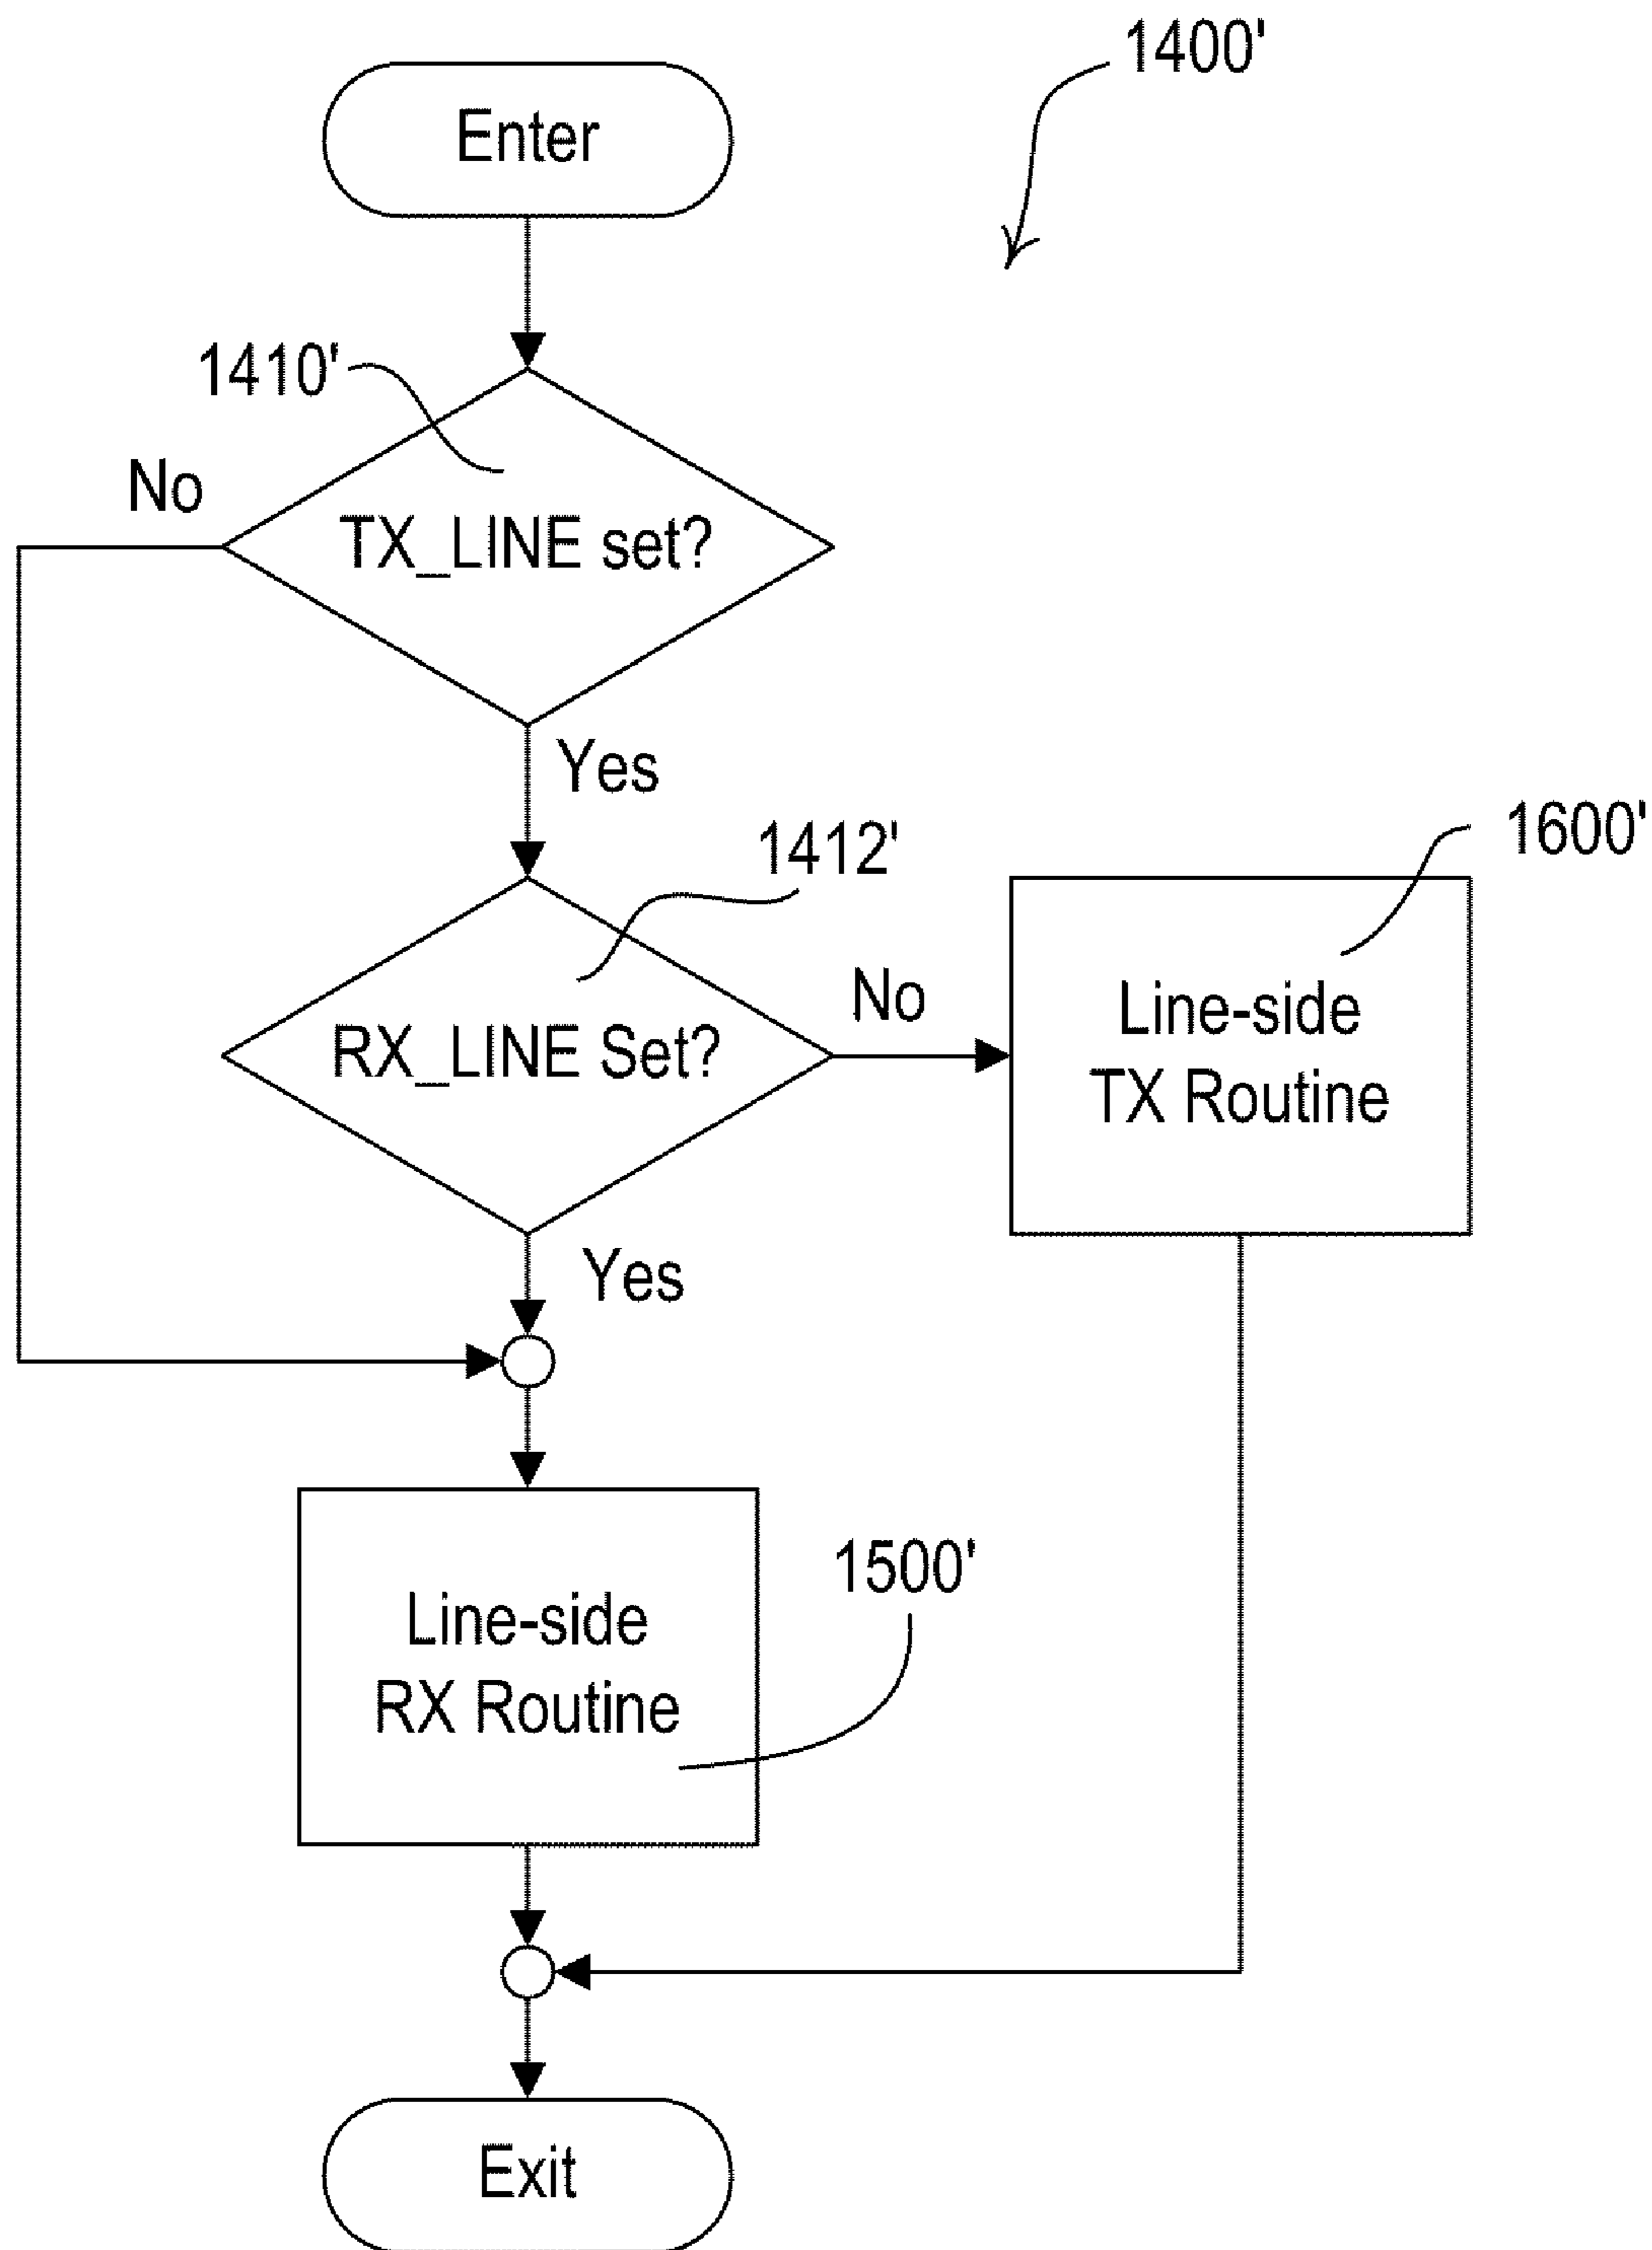 1400'
Enter
1410'
No
TX_LINE set?
Yes
1412'
1600'
RX_LINE Set?
No
Line-side
TX Routine
Yes
1500'
Line-side
RX Routine
Exit